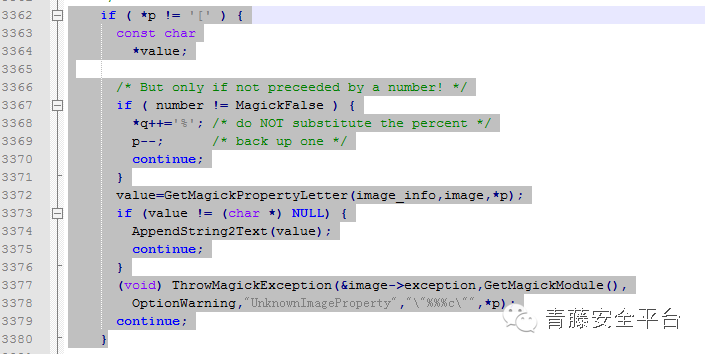 3362 if ( *p != '[' ) {
3363 const char
3364 *value;
3365
3366 /* But only if not preceeded by a number! */
3367 if ( number != MagickFalse ) {
3368 *q++='%'; /* do NOT substitute the percent */
3369 p--; /* back up one */
3370 continue;
3371 }
3372 value=GetMagickPropertyLetter(image_info,image,*p);
3373 if (value != (char *) NULL) {
3374 AppendString2Text(value);
3375 continue;
3376 }
3377 (void) ThrowMagickException(&image->exception,GetMagickModule(),
3378 OptionWarning,"UnknownImageProperty","\"%%%c\"",*p);
3379 continue;
3380 }
青藤安全平台